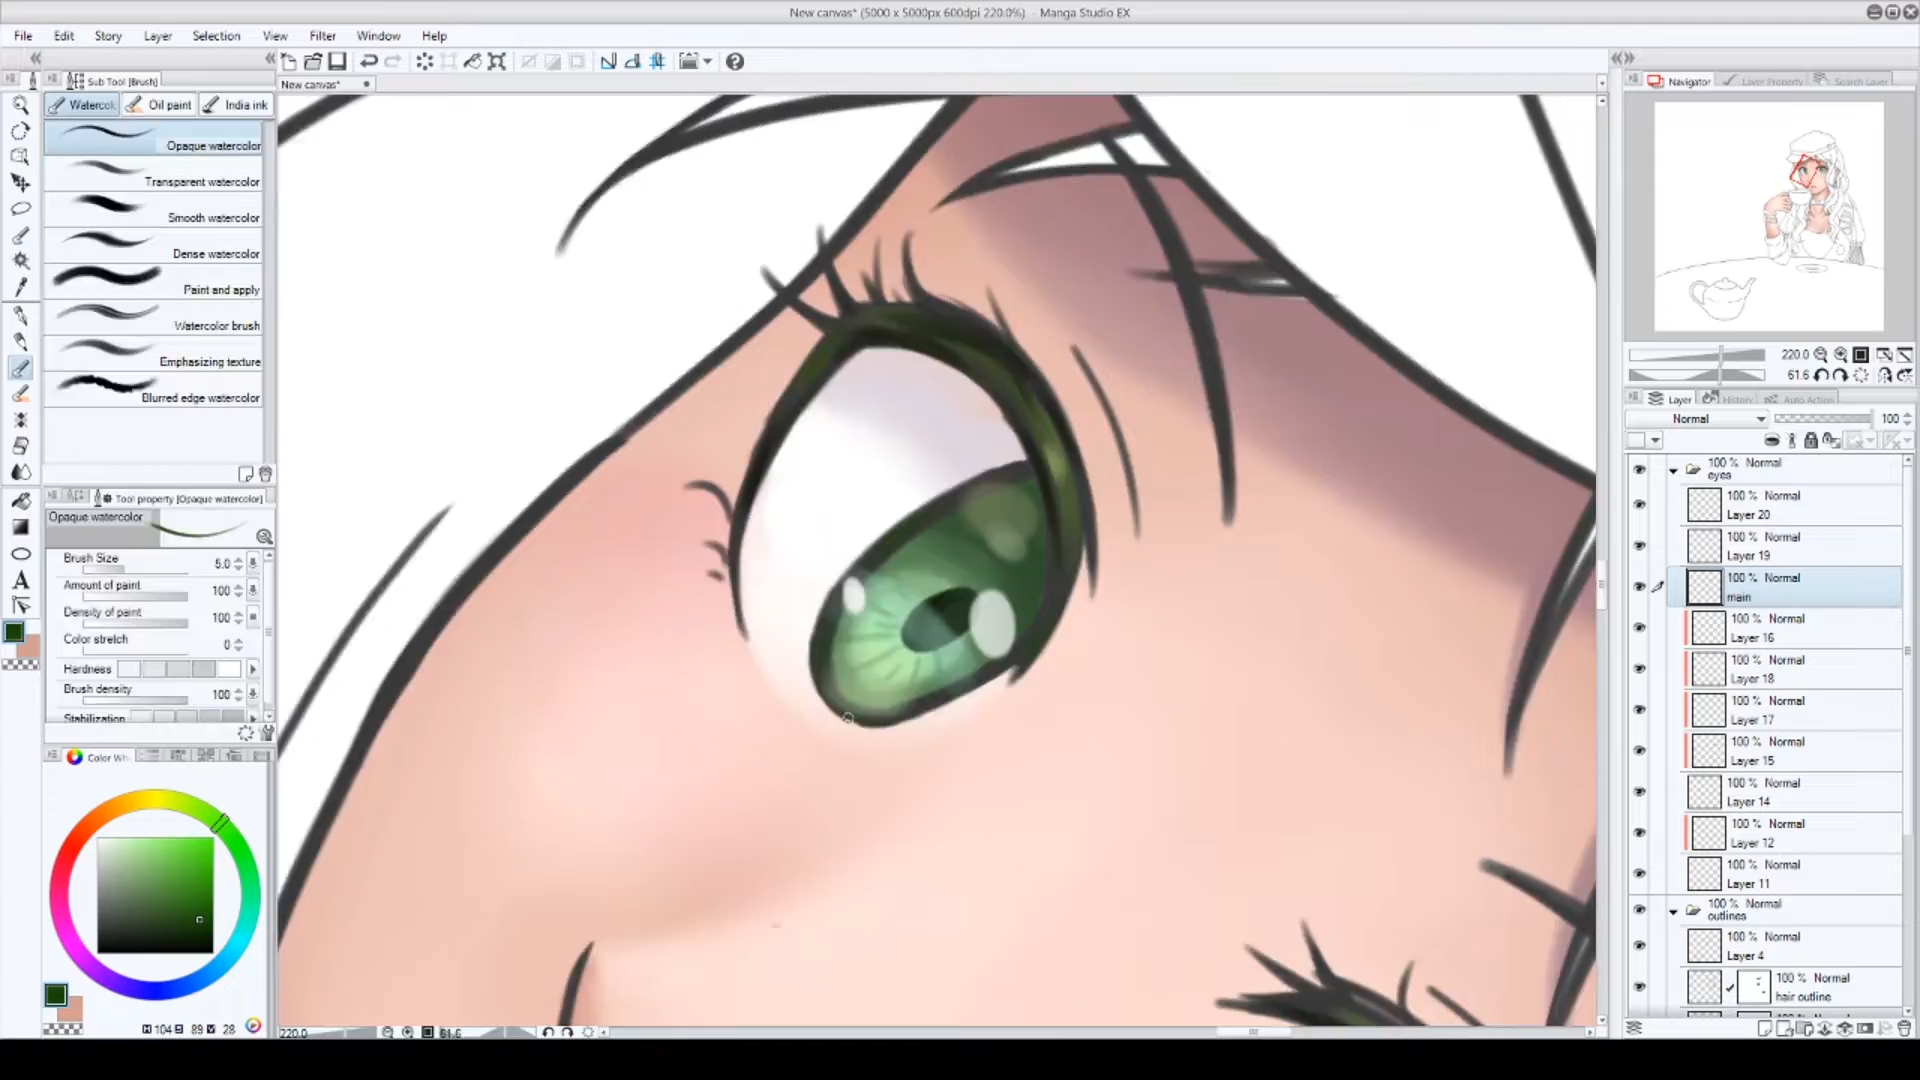 New canvas* (5000 x 5000px 600dpi 220.0%) - Manga Studio EX
File Edit Story Layer Selection View Filter Window Help
Sub Tool [Brush]
Oil paint India ink
Opaque watercolor
Transparent watercolor
Smooth watercolor
Dense watercolor
Paint and apply
Watercolor brush
Emphasizing texture
Blurred edge watercolor
Tool property [Opaque watercolor]
Opaque watercolor
Brush Size 5.0
Amount of paint 100
Density of paint 100
Color stretch 0
Hardness
Brush density 100
Stabilization
Color Wh
104 89 28
New canvas*
220.0 61.6
Navigator Layer Property Search Layer
220.0
61.6
Layer History Auto Action
Normal 100
100 % Normal
eyes
100 % Normal
Layer 20
100 % Normal
Layer 19
100 % Normal
main
100 % Normal
Layer 16
100 % Normal
Layer 18
100 % Normal
Layer 17
100 % Normal
Layer 15
100 % Normal
Layer 14
100 % Normal
Layer 12
100 % Normal
Layer 11
100 % Normal
outlines
100 % Normal
Layer 4
100 % Normal
hair outline